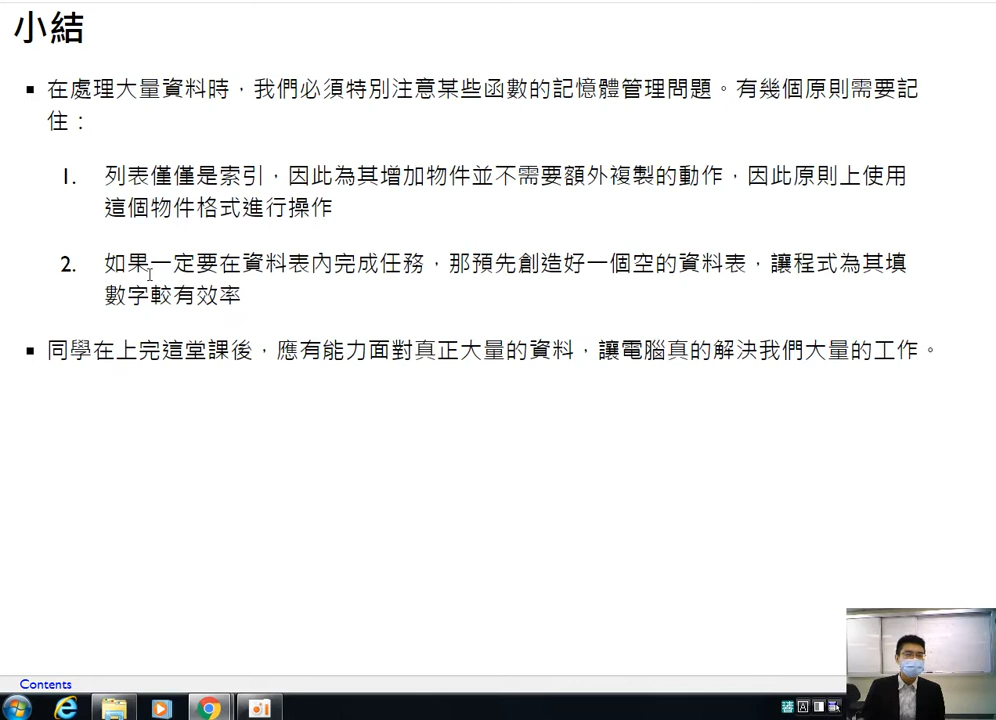 小結
▪ 在處理大量資料時，我們必須特別注意某些函數的記憶體管理問題。有幾個原則需要記
住：
1. 列表僅僅是索引，因此為其增加物件並不需要額外複製的動作，因此原則上使用
這個物件格式進行操作
2. 如果一定要在資料表內完成任務，那預先創造好一個空的資料表，讓程式為其填
數字較有效率
▪ 同學在上完這堂課後，應有能力面對真正大量的資料，讓電腦真的解決我們大量的工作。
Contents